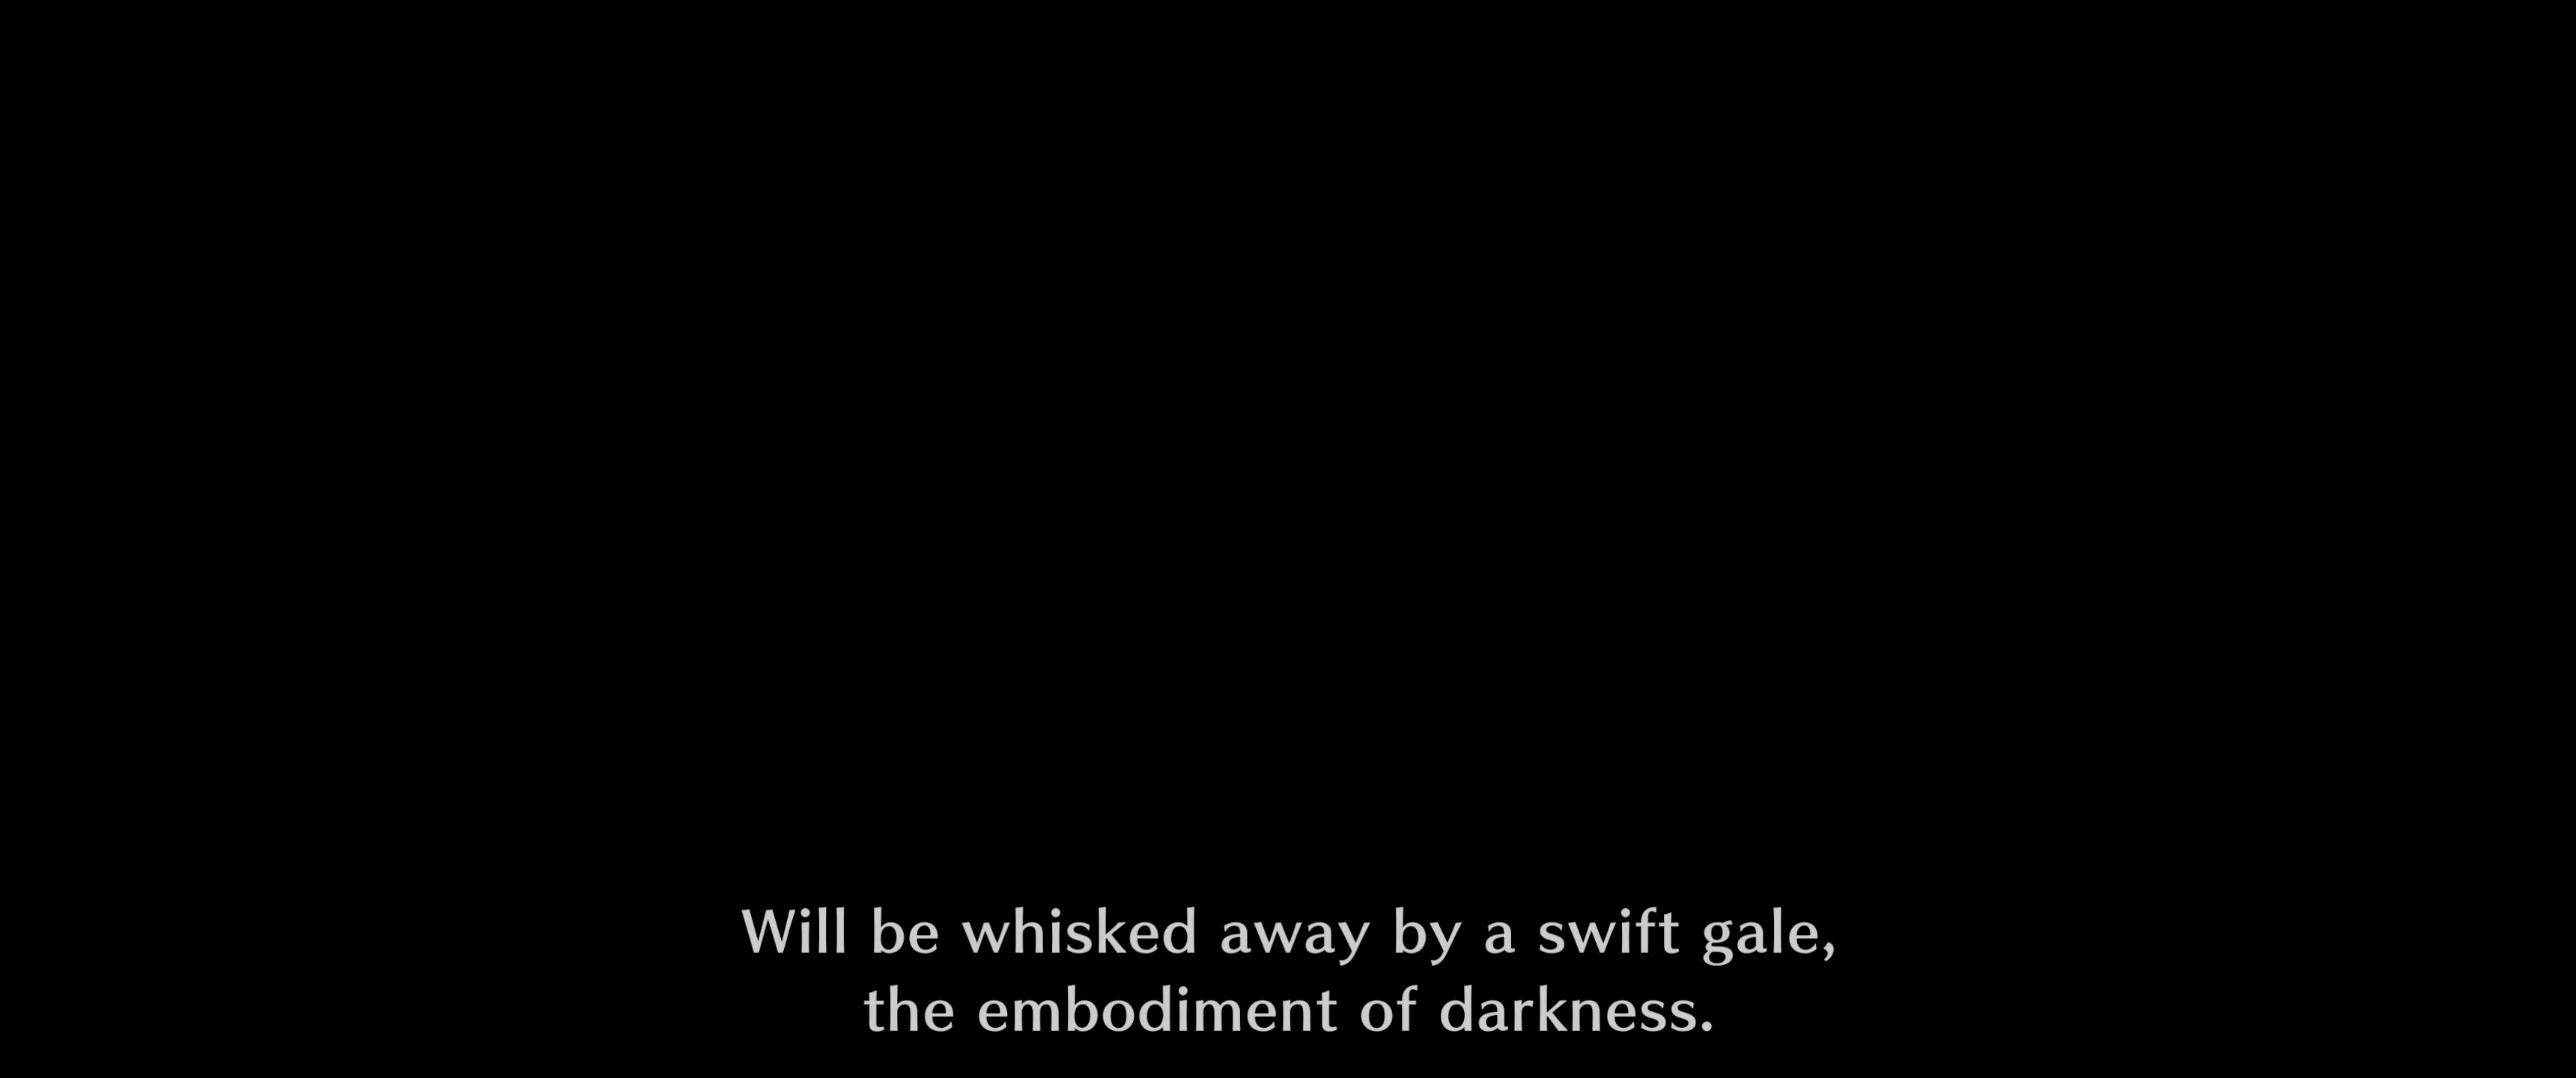 Will be whisked away by a swift gale,
the embodiment of darkness.